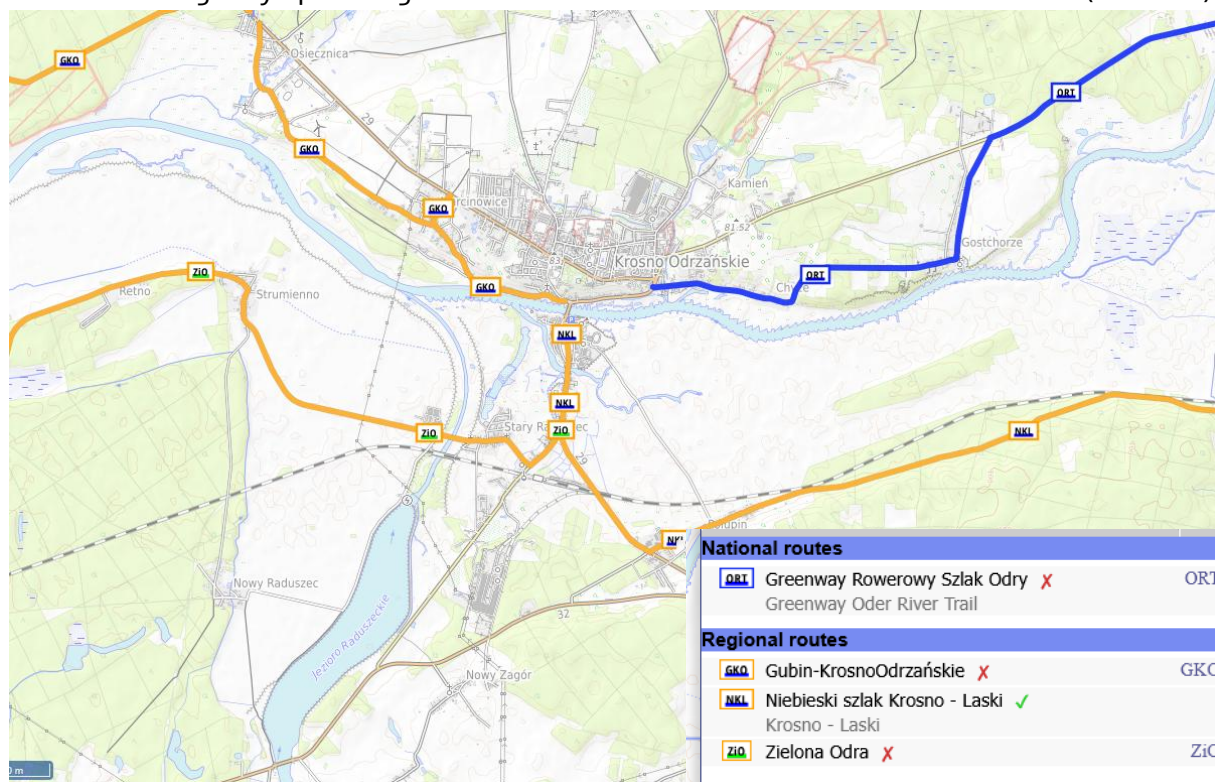 GKO
Osiecznica
29
GKO
ORT
GKO
Kamień
81.52
Gostchorze
83
Krosno Odrzańskie
ZiO
Retno
Strumienno
GKO
ORT
NKL
NKL
ZiO
ZiO
Stary
29
NKL
NKL
Nowy Raduszec
Jezioro Raduszeckie
32
Nowy Zagór
National routes
ORT Greenway Rowerowy Szlak Odry ✗ ORT
Greenway Oder River Trail
Regional routes
GKO Gubin-KrosnoOdrzańskie ✗ GKO
NKL Niebieski szlak Krosno - Laski ✓
Krosno - Laski
ZiO Zielona Odra ✗ ZiO